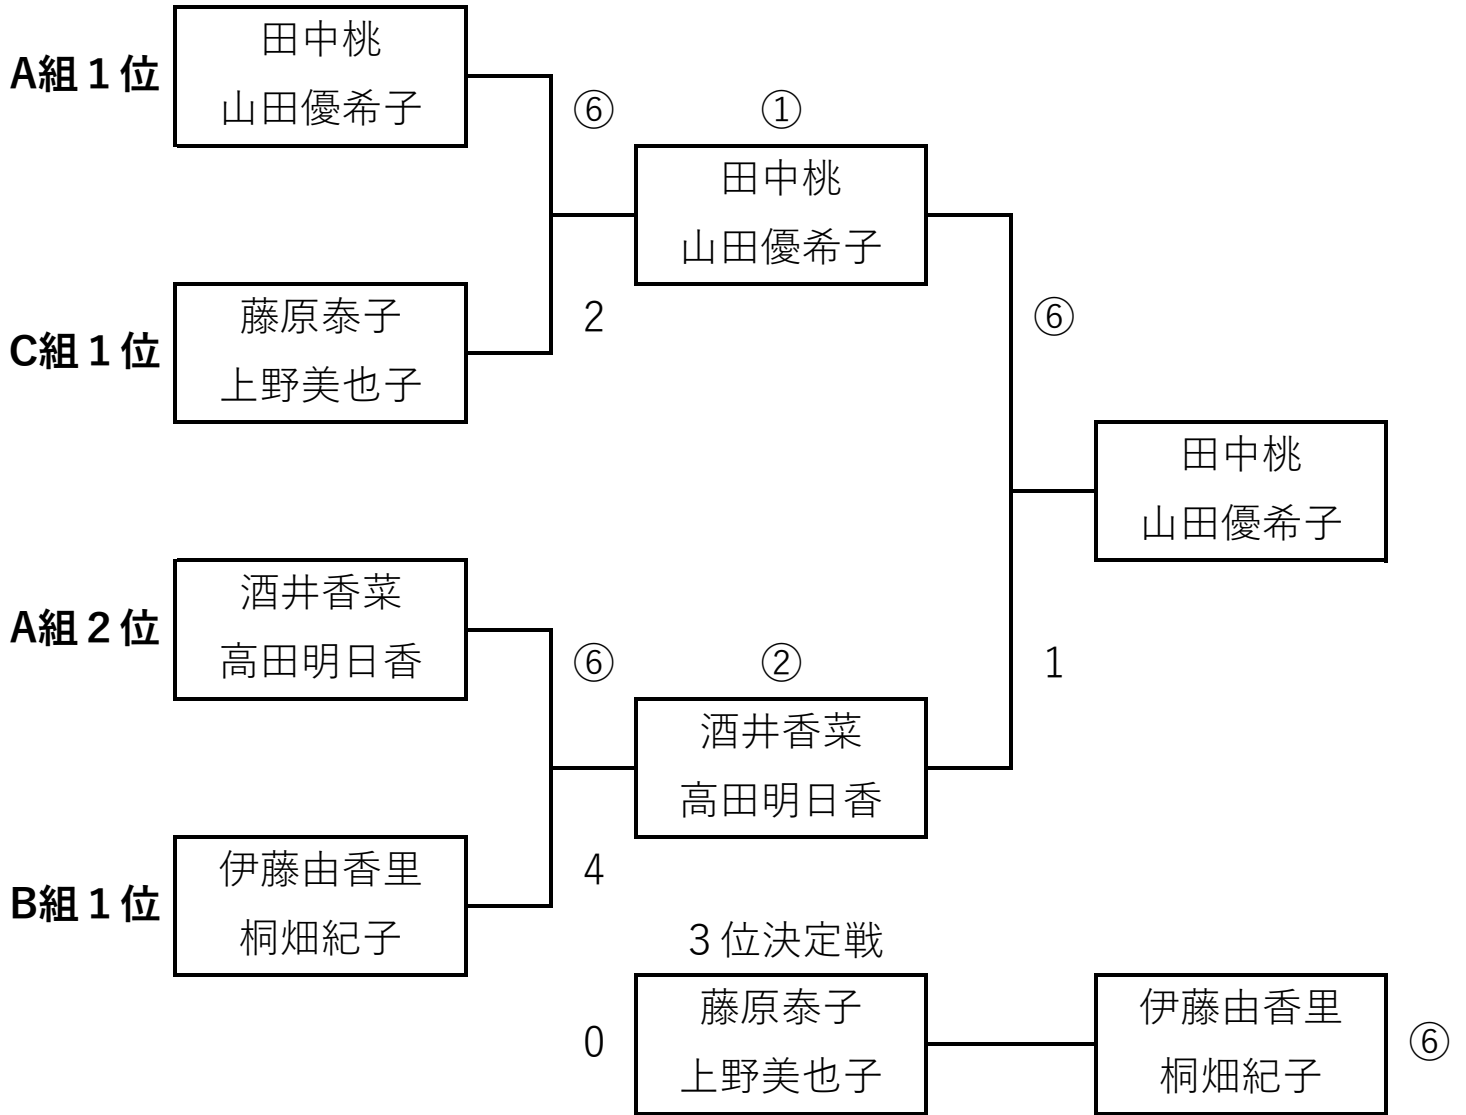 A組１位
田中桃
山田優希子
⑥
①
田中桃
山田優希子
C組１位
藤原泰子
上野美也子
2
⑥
田中桃
山田優希子
A組２位
酒井香菜
高田明日香
⑥
②
酒井香菜
高田明日香
1
B組１位
伊藤由香里
桐畑紀子
4
３位決定戦
0
藤原泰子
上野美也子
伊藤由香里
桐畑紀子
⑥